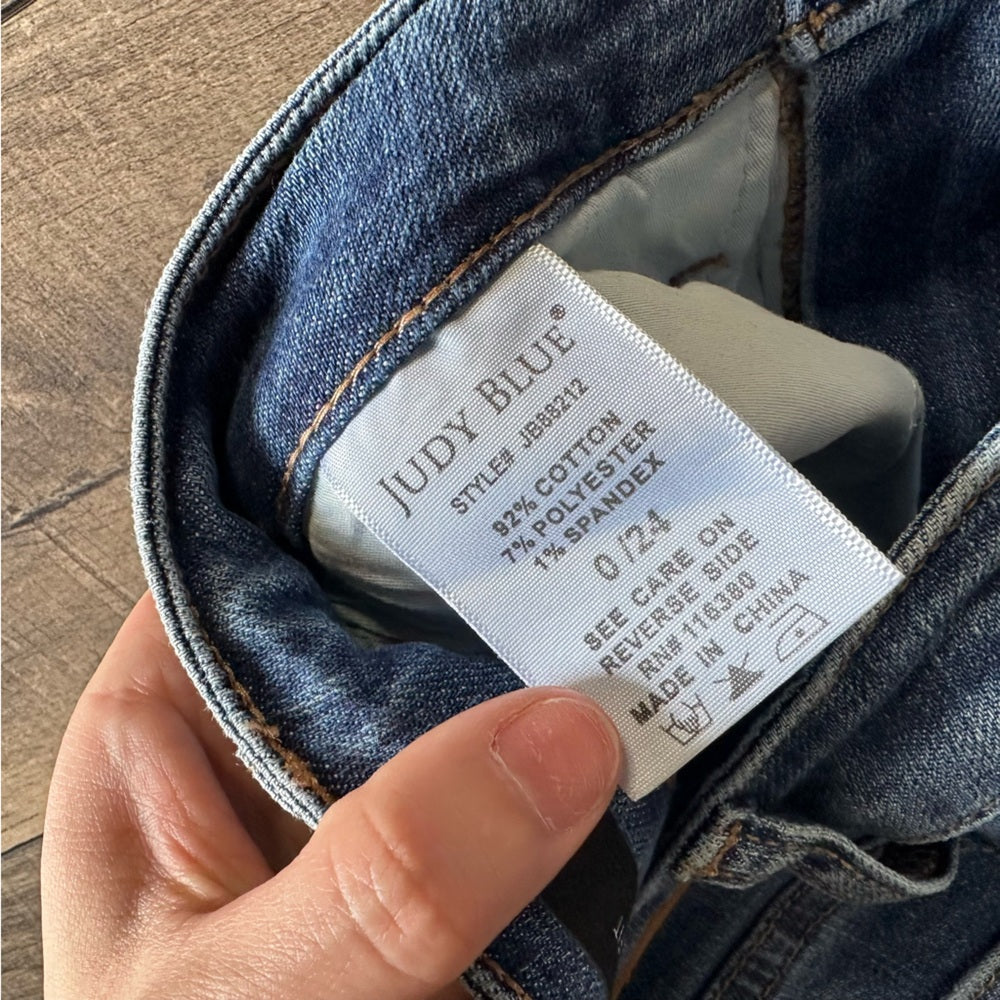 JUDY BLUE®
STYLE# JB88212
92% COTTON
7% POLYESTER
1% SPANDEX
0 /24
SEE CARE ON
REVERSE SIDE
RN# 116380
MADE IN CHINA